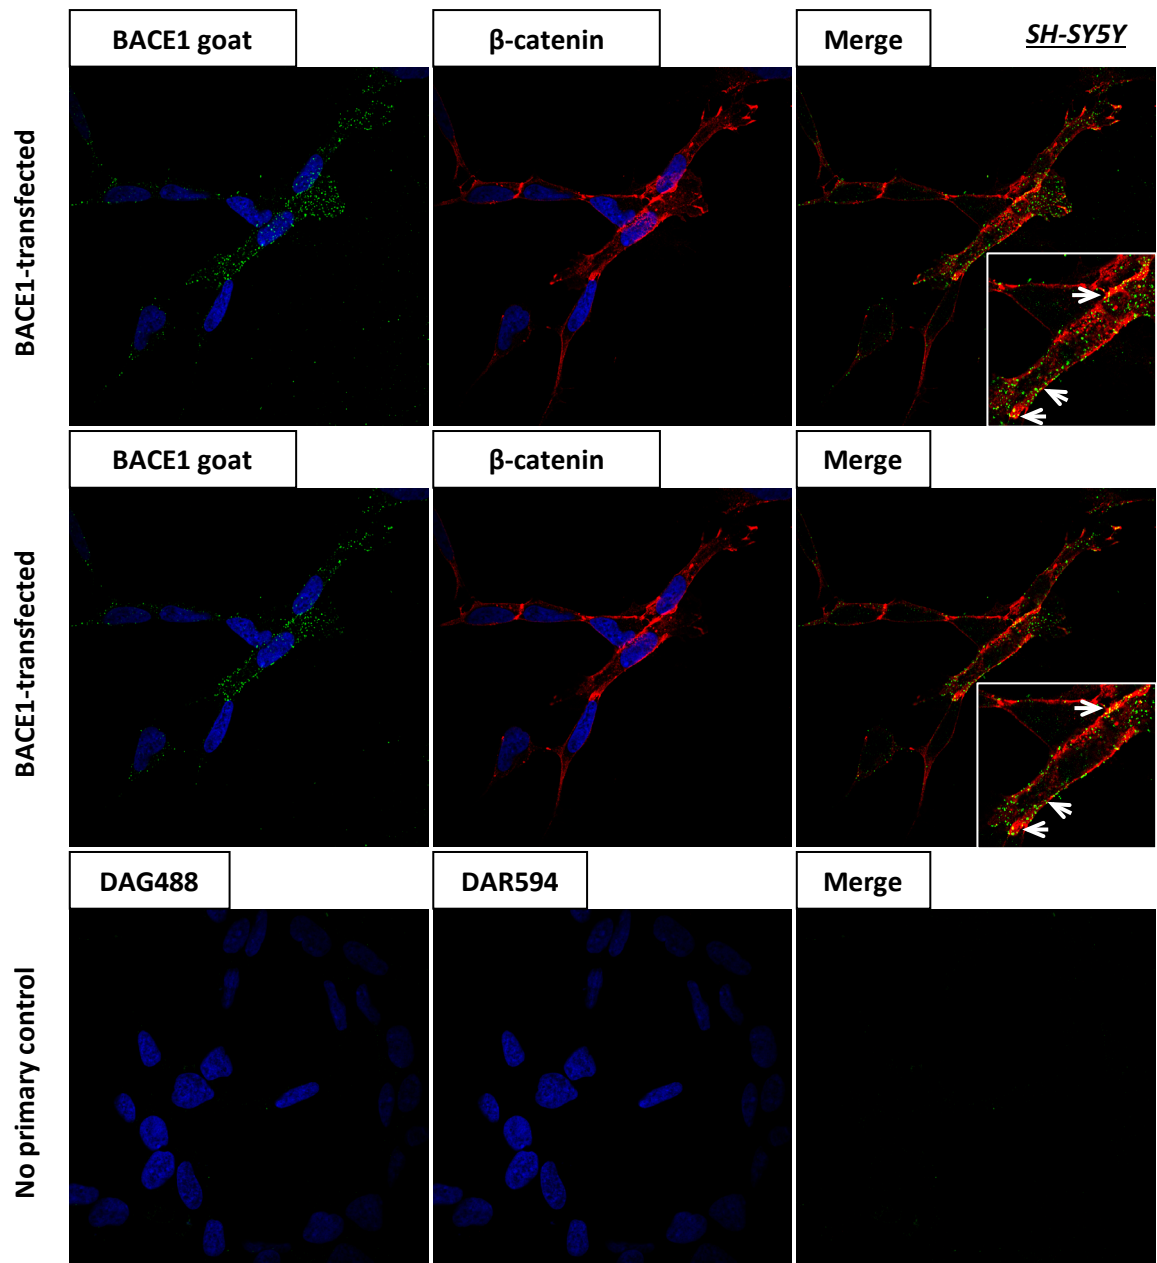 BACE1 goat
β-catenin
Merge
SH-SY5Y
BACE1-transfected
BACE1 goat
β-catenin
Merge
BACE1-transfected
DAG488
DAR594
Merge
No primary control